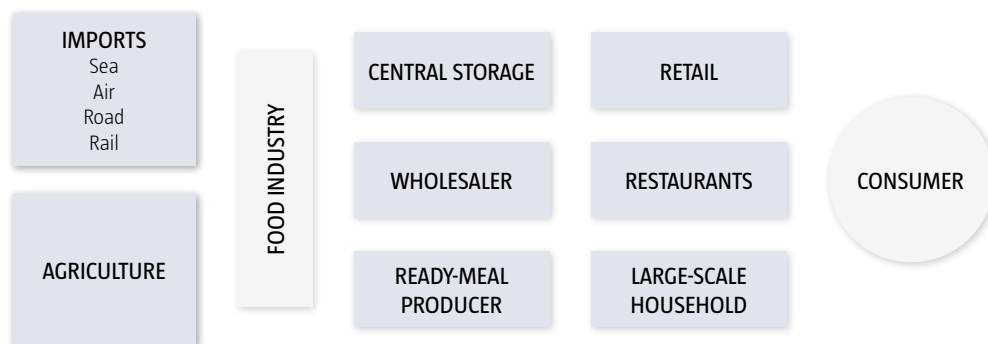 IMPORTS
Sea
Air
Road
Rail
AGRICULTURE
FOOD INDUSTRY
CENTRAL STORAGE
WHOLESALER
READY-MEAL
PRODUCER
RETAIL
RESTAURANTS
LARGE-SCALE
HOUSEHOLD
CONSUMER